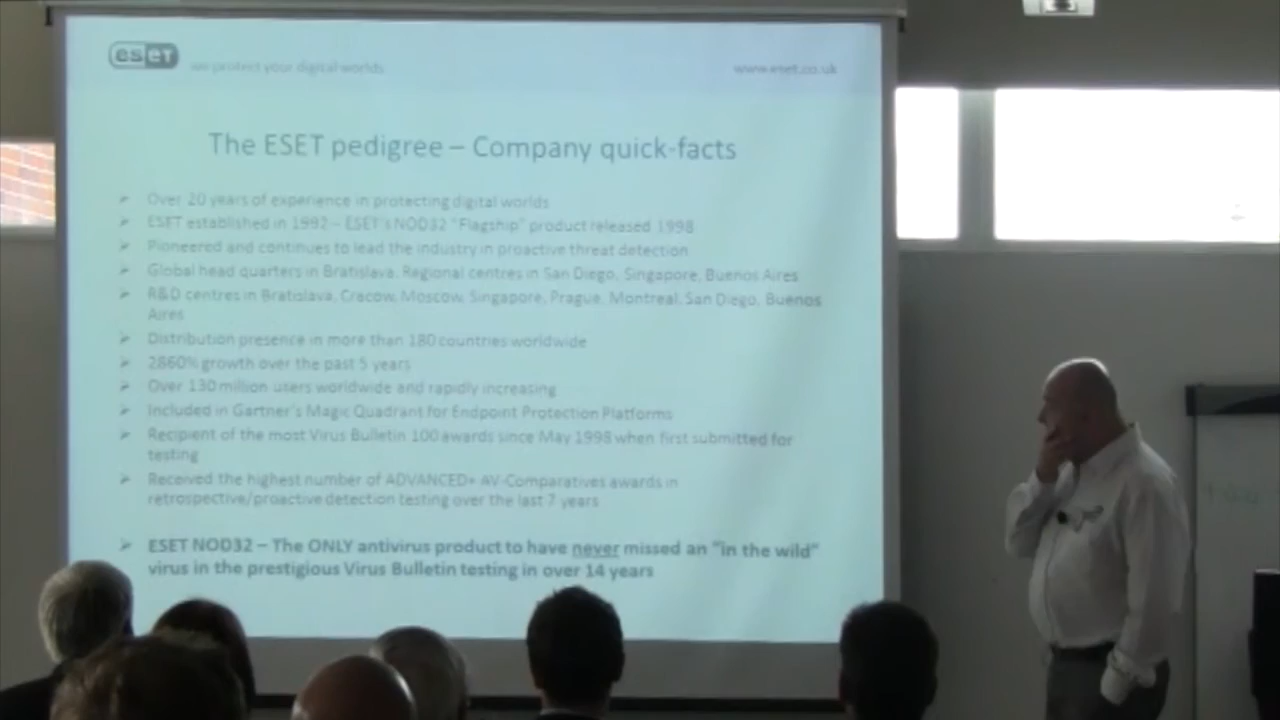 eset
we protect your digital worlds
www.eset.co.uk
The ESET pedigree – Company quick-facts
Over 20 years of experience in protecting digital worlds
ESET established in 1992 – ESET's NOD32 "Flagship" product released 1998
Pioneered and continues to lead the industry in proactive threat detection
Global head quarters in Bratislava. Regional centres in San Diego, Singapore, Buenos Aires
R&D centres in Bratislava, Cracow, Moscow, Singapore, Prague, Montreal, San Diego, Buenos
Aires
Distribution presence in more than 180 countries worldwide
2860% growth over the past 5 years
Over 130 million users worldwide and rapidly increasing
Included in Gartner's Magic Quadrant for Endpoint Protection Platforms
Recipient of the most Virus Bulletin 100 awards since May 1998 when first submitted for
testing
Received the highest number of ADVANCED+ AV-Comparatives awards in
retrospective/proactive detection testing over the last 7 years
ESET NOD32 – The ONLY antivirus product to have never missed an "in the wild"
virus in the prestigious Virus Bulletin testing in over 14 years